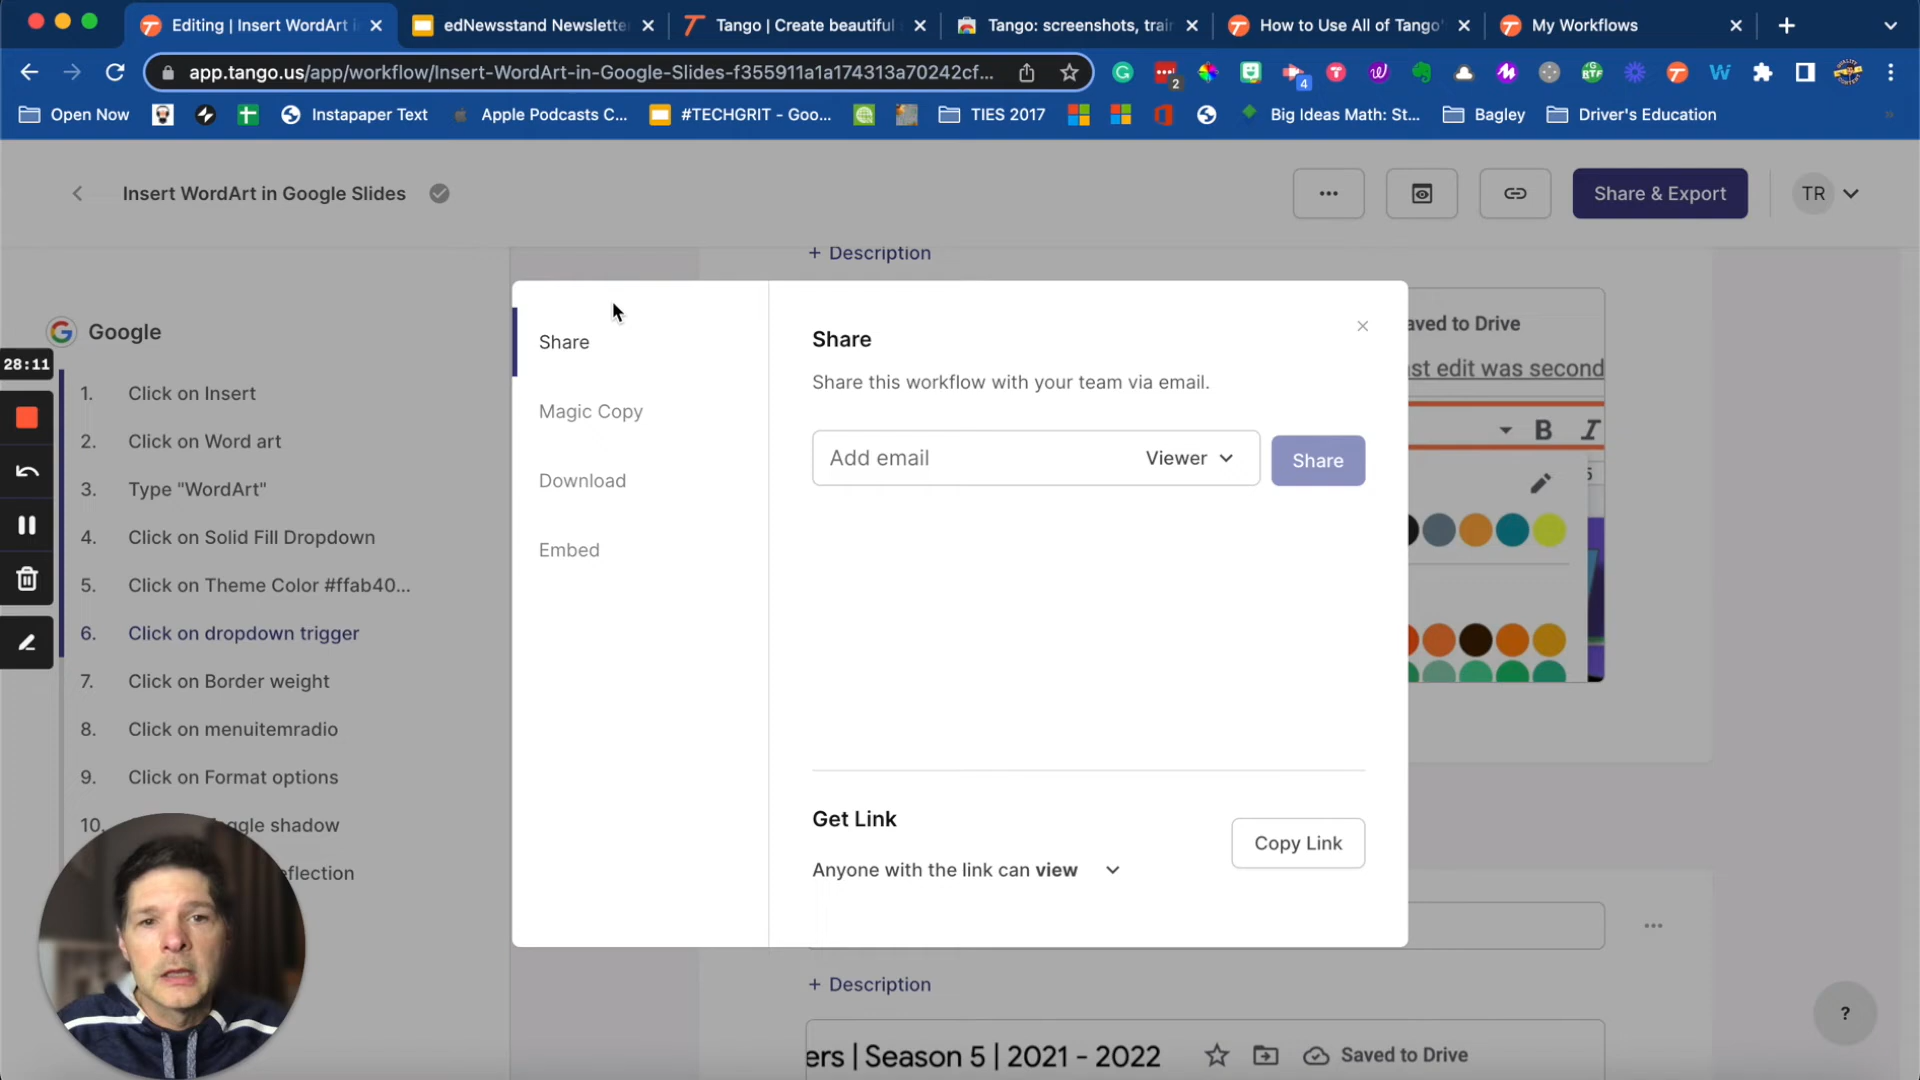 Editing | Insert WordArt i
edNewsstand Newslette
Tango | Create beautiful
Tango: screenshots, trai
How to Use All of Tango'
My Workflows
app.tango.us/app/workflow/Insert-WordArt-in-Google-Slides-f355911a1a174313a70242cf...
2
4
Open Now
Instapaper Text
Apple Podcasts C...
#TECHGRIT - Goo...
TIES 2017
Big Ideas Math: St...
Bagley
Driver's Education
Insert WordArt in Google Slides
Share & Export
TR
Google
28:11
1. Click on Insert
2. Click on Word art
3. Type "WordArt"
4. Click on Solid Fill Dropdown
5. Click on Theme Color #ffab40...
6. Click on dropdown trigger
7. Click on Border weight
8. Click on menuitemradio
9. Click on Format options
10. ggle shadow
eflection
+ Description
Share
Magic Copy
Download
Embed
Share
Share this workflow with your team via email.
Add email
Viewer
Share
Get Link
Anyone with the link can view
Copy Link
aved to Drive
st edit was second
B I
5
+ Description
ers | Season 5 | 2021 - 2022
Saved to Drive
?